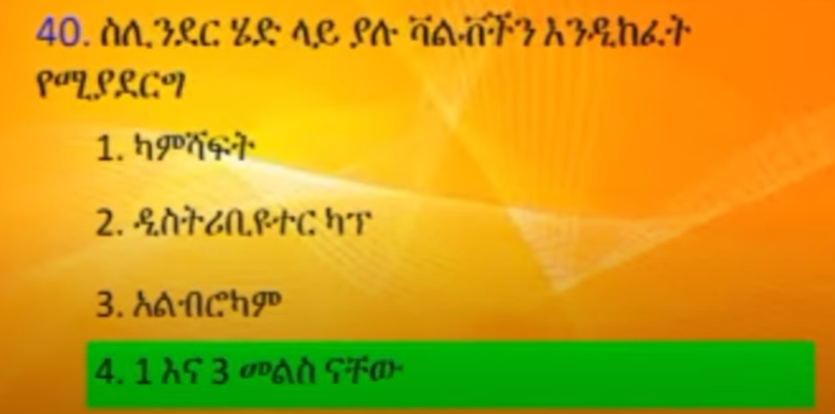 40. ስሊንደር ሄድ ላይ ያሉ ቫልቭችን እንዲከፈት
የሚያደርግ
1. ካምሻፍት
2. ዲስትሪቢዩተር ካፕ
3. አልብሮካም
4. 1 እና 3 መልስ ናቸው